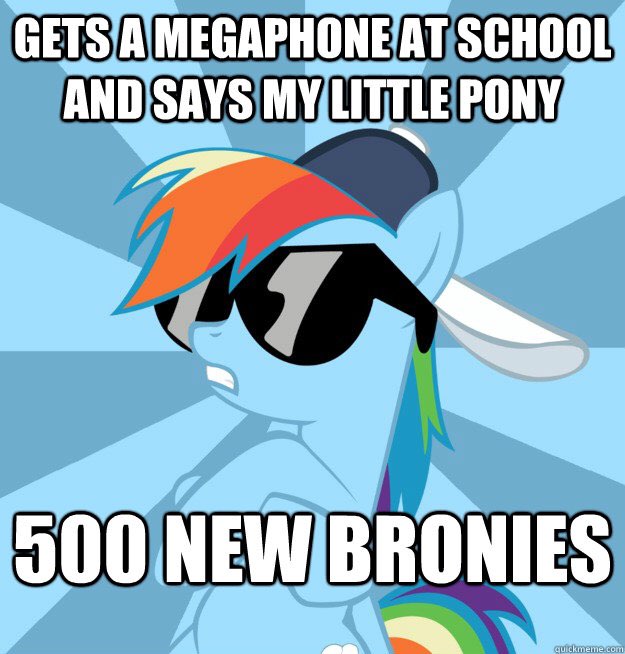 GETS A MEGAPHONE AT SCHOOL
AND SAYS MY LITTLE PONY
500 NEW BRONIES
quickmeme.com